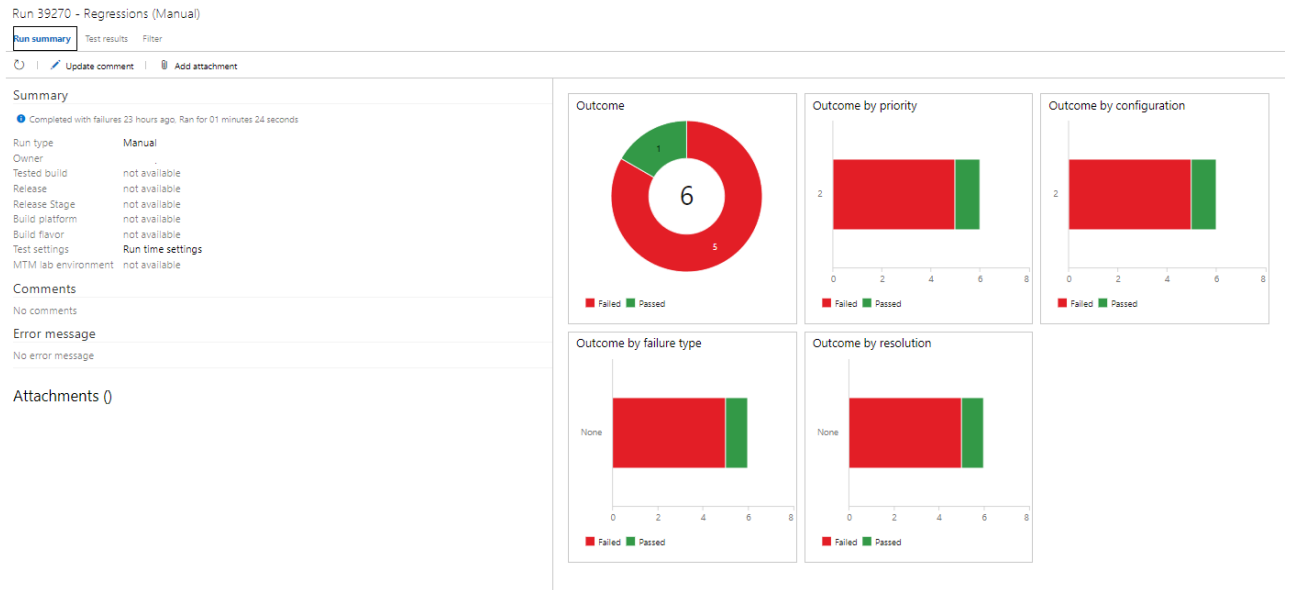 Run 39270 - Regressions (Manual)
Run summary Test results Filter
Update comment Add attachment
Summary
Completed with failures 23 hours ago, Ran for 01 minutes 24 seconds
Run type Manual
Owner
Tested build not available
Release not available
Release Stage not available
Build platform not available
Build flavor not available
Test settings Run time settings
MTM lab environment not available
Comments
No comments
Error message
No error message
Attachments ()
Outcome
1
6
5
Failed Passed
Outcome by priority
2
0 2 4 6 8
Failed Passed
Outcome by configuration
2
0 2 4 6 8
Failed Passed
Outcome by failure type
None
0 2 4 6 8
Failed Passed
Outcome by resolution
None
0 2 4 6 8
Failed Passed